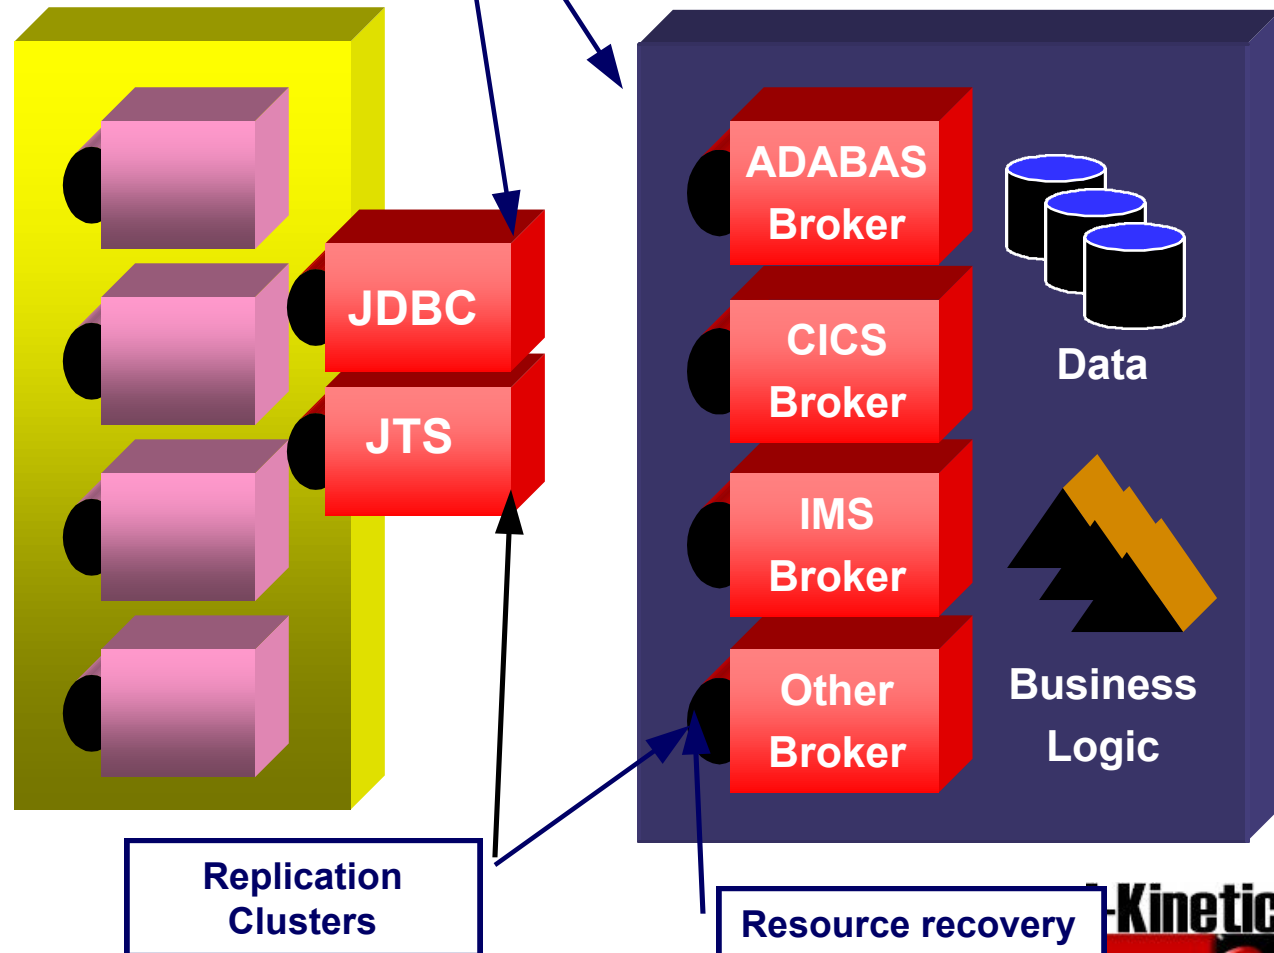 JDBC
JTS
ADABAS
Broker
CICS
Broker
IMS
Broker
Other
Broker
Data
Business
Logic
Replication
Clusters
Resource recovery
-Kinetic